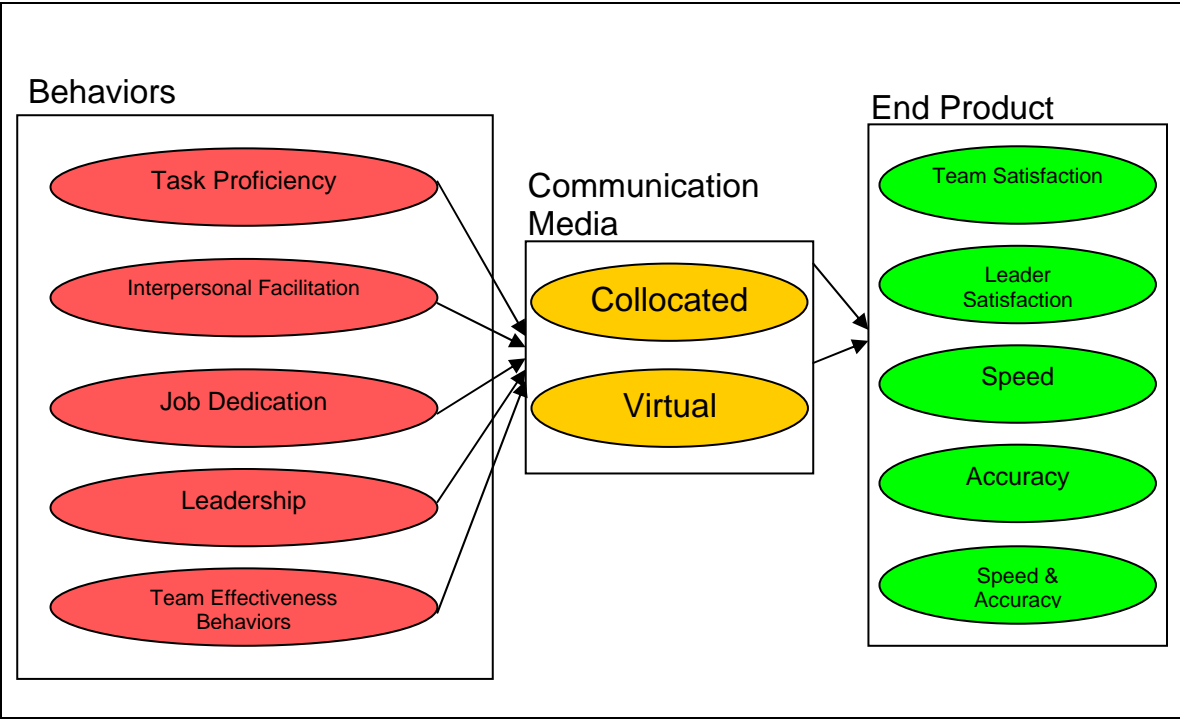 Behaviors
Task Proficiency
Interpersonal Facilitation
Job Dedication
Leadership
Team Effectiveness
Behaviors
Communication
Media
Collocated
Virtual
End Product
Team Satisfaction
Leader
Satisfaction
Speed
Accuracy
Speed &
Accuracy